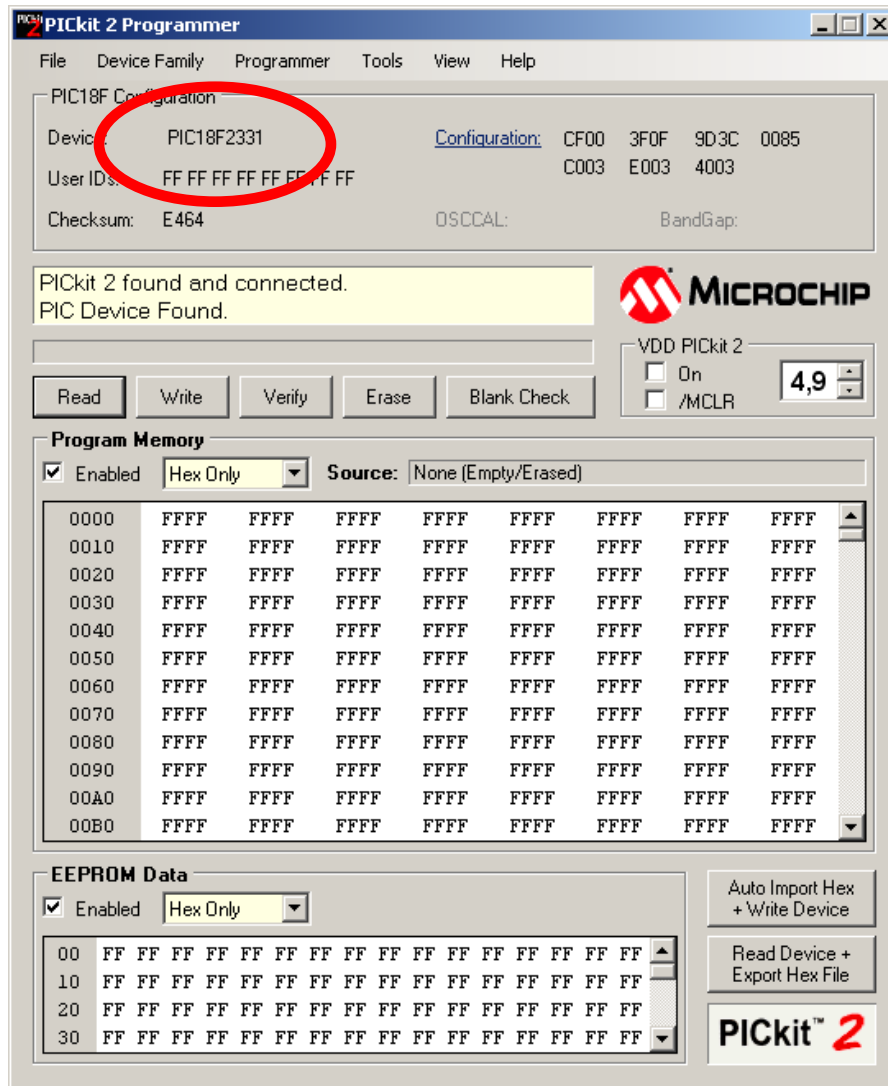 PICkit 2 Programmer
File Device Family Programmer Tools View Help
PIC18F Configuration
Device: PIC18F2331 Configuration: CF00 3F0F 9D3C 0085
C003 E003 4003
User IDs: FF FF FF FF FF FF FF FF
Checksum: E464 OSCCAL: BandGap:
PICkit 2 found and connected.
PIC Device Found.
MICROCHIP
VDD PICkit 2
On
/MCLR
4,9
Read Write Verify Erase Blank Check
Program Memory
Enabled Hex Only Source: None (Empty/Erased)
0000 FFFF FFFF FFFF FFFF FFFF FFFF FFFF FFFF
0010 FFFF FFFF FFFF FFFF FFFF FFFF FFFF FFFF
0020 FFFF FFFF FFFF FFFF FFFF FFFF FFFF FFFF
0030 FFFF FFFF FFFF FFFF FFFF FFFF FFFF FFFF
0040 FFFF FFFF FFFF FFFF FFFF FFFF FFFF FFFF
0050 FFFF FFFF FFFF FFFF FFFF FFFF FFFF FFFF
0060 FFFF FFFF FFFF FFFF FFFF FFFF FFFF FFFF
0070 FFFF FFFF FFFF FFFF FFFF FFFF FFFF FFFF
0080 FFFF FFFF FFFF FFFF FFFF FFFF FFFF FFFF
0090 FFFF FFFF FFFF FFFF FFFF FFFF FFFF FFFF
00A0 FFFF FFFF FFFF FFFF FFFF FFFF FFFF FFFF
00B0 FFFF FFFF FFFF FFFF FFFF FFFF FFFF FFFF
EEPROM Data
Enabled Hex Only
00 FF FF FF FF FF FF FF FF FF FF FF FF FF FF FF FF
10 FF FF FF FF FF FF FF FF FF FF FF FF FF FF FF FF
20 FF FF FF FF FF FF FF FF FF FF FF FF FF FF FF FF
30 FF FF FF FF FF FF FF FF FF FF FF FF FF FF FF FF
Auto Import Hex
+ Write Device
Read Device +
Export Hex File
PICkit™ 2